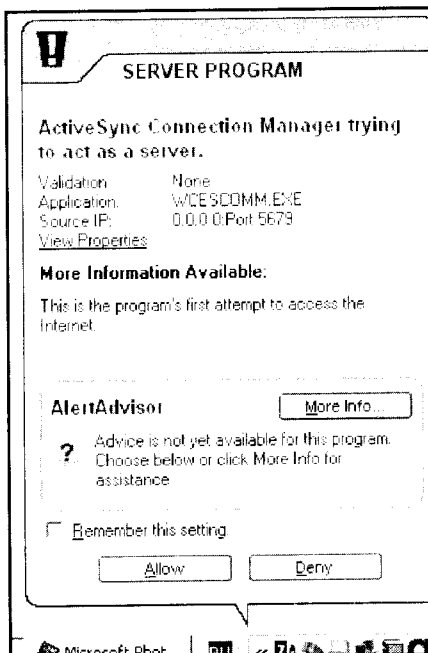 SERVER PROGRAM
ActiveSync Connection Manager trying
to act as a server.
Validation: None
Application: WCESCOMM.EXE
Source IP: 0.0.0.0:Port 5679
View Properties
More Information Available:
This is the program's first attempt to access the
Internet.
AlertAdvisor
More Info...
? Advice is not yet available for this program.
Choose below or click More Info for
assistance
Remember this setting.
Allow Deny
Microsoft Phot RU «